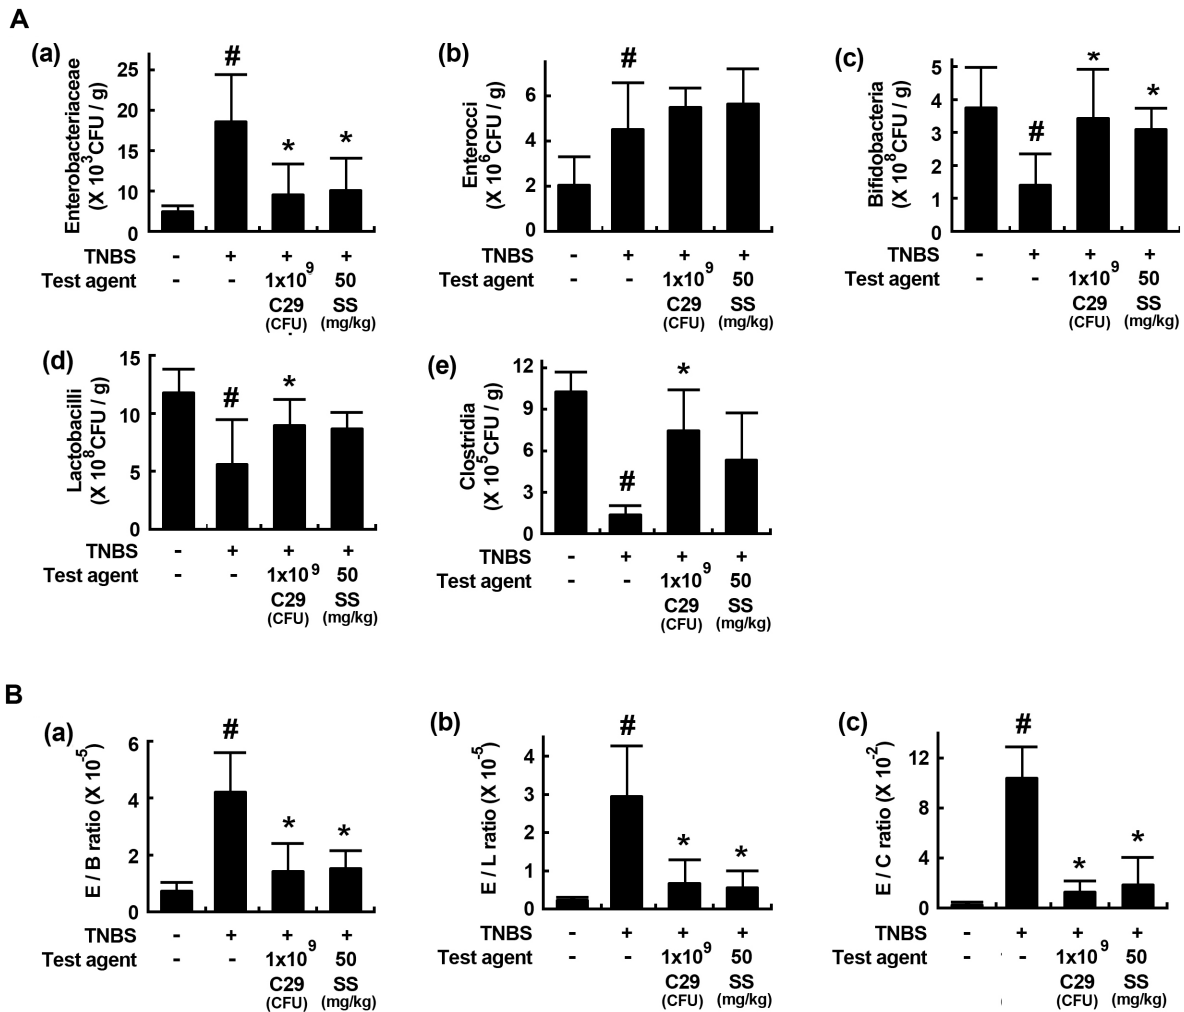 A
(a)
Enterobacteriaceae
(X 10³CFU / g)
25
20
15
10
0
#
*
*
TNBS - + + +
Test agent - - 1x10⁹ 50
C29 SS
(CFU) (mg/kg)
(b)
Enterocci
(X 10⁶CFU / g)
6
4
2
0
#
TNBS - + + +
Test agent - - 1x10⁹ 50
C29 SS
(CFU) (mg/kg)
(c)
Bifidobacteria
(X 10⁸CFU / g)
5
4
3
2
1
0
#
*
*
TNBS - + + +
Test agent - - 1x10⁹ 50
C29 SS
(CFU) (mg/kg)
(d)
Lactobacilli
(X 10⁸CFU / g)
15
10
5
0
#
*
TNBS - + + +
Test agent - - 1x10⁹ 50
C29 SS
(CFU) (mg/kg)
(e)
Clostridia
(X 10⁵CFU / g)
12
9
6
3
0
#
*
TNBS - + + +
Test agent - - 1x10⁹ 50
C29 SS
(CFU) (mg/kg)
B
(a)
E / B ratio (X 10⁻⁵)
6
4
2
0
#
*
*
TNBS - + + +
Test agent - - 1x10⁹ 50
C29 SS
(CFU) (mg/kg)
(b)
E / L ratio (X 10⁻⁵)
4
3
2
1
0
#
*
*
TNBS - + + +
Test agent - - 1x10⁹ 50
C29 SS
(CFU) (mg/kg)
(c)
E / C ratio (X 10⁻²)
12
8
4
0
#
*
*
TNBS - + + +
Test agent - - 1x10⁹ 50
C29 SS
(CFU) (mg/kg)